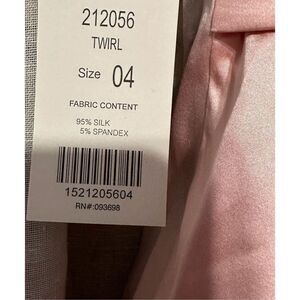 212056
TWIRL
Size 04
FABRIC CONTENT
95% SILK
5% SPANDEX
1521205604
RN#:093698